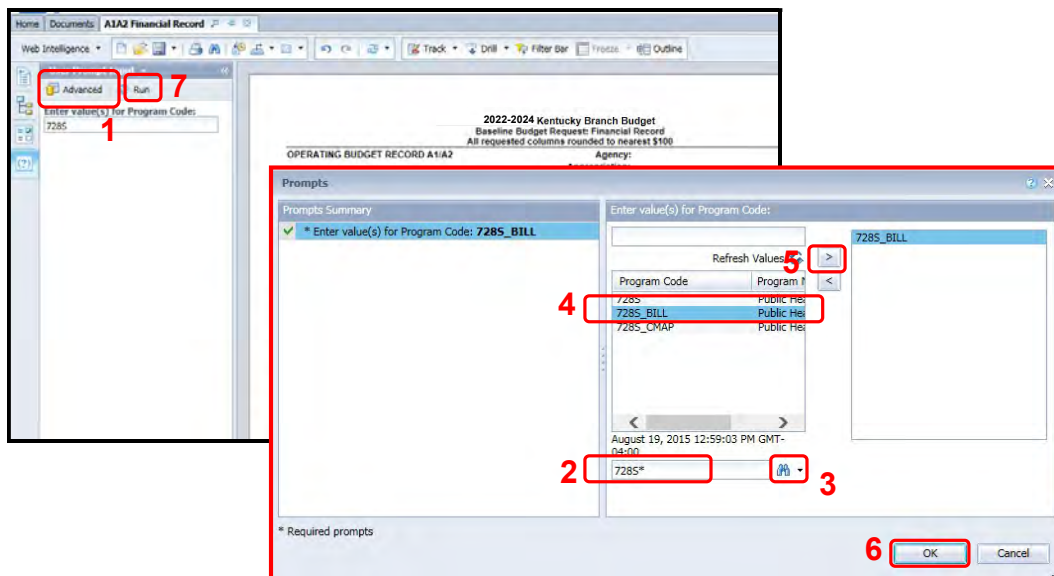 Home Documents A1A2 Financial Record
Web Intelligence Track Drill Filter Bar Freeze Outline
Advanced Run 7
Enter value(s) for Program Code:
728S 1
2022-2024 Kentucky Branch Budget
Baseline Budget Request: Financial Record
All requested columns rounded to nearest $100
OPERATING BUDGET RECORD A1/A2 Agency:
Prompts
Prompts Summary
* Enter value(s) for Program Code: 728S_BILL
Enter value(s) for Program Code:
728S_BILL
Refresh Values 5 >
Program Code Program N <
728S Public Hea
4 728S_BILL Public Hea
728S_CMAP Public Hea
August 19, 2015 12:59:03 PM GMT-
04:00
2 728S* 3
* Required prompts
6 OK Cancel